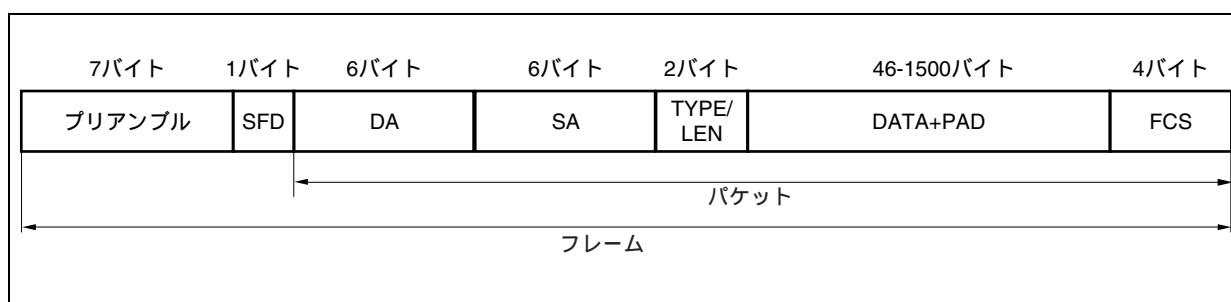 7バイト 1バイト 6バイト 6バイト 2バイト 46-1500バイト 4バイト
プリアンブル SFD DA SA TYPE/LEN DATA+PAD FCS
パケット
フレーム